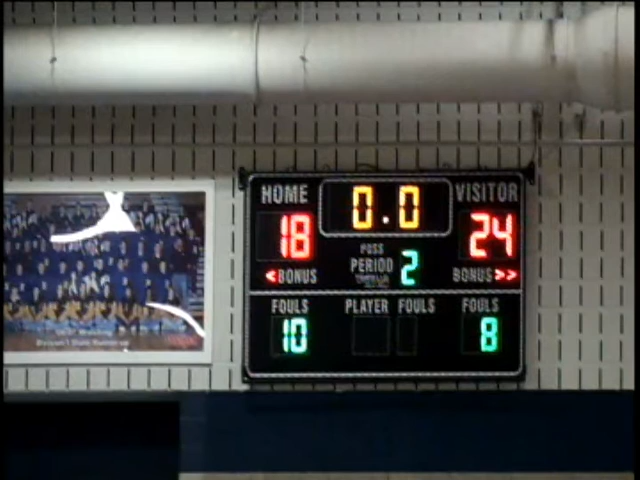 HOME 0.0 VISITOR
18 24
POSS
PERIOD 2
<BONUS BONUS>>
FOULS PLAYER FOULS FOULS
10 8